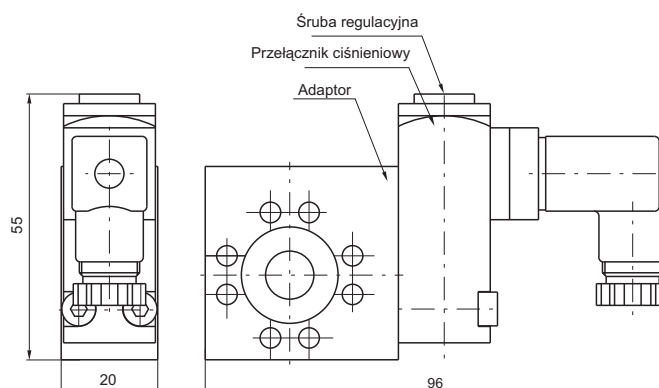 Śruba regulacyjna
Przełącznik ciśnieniowy
Adaptor
55
20
96